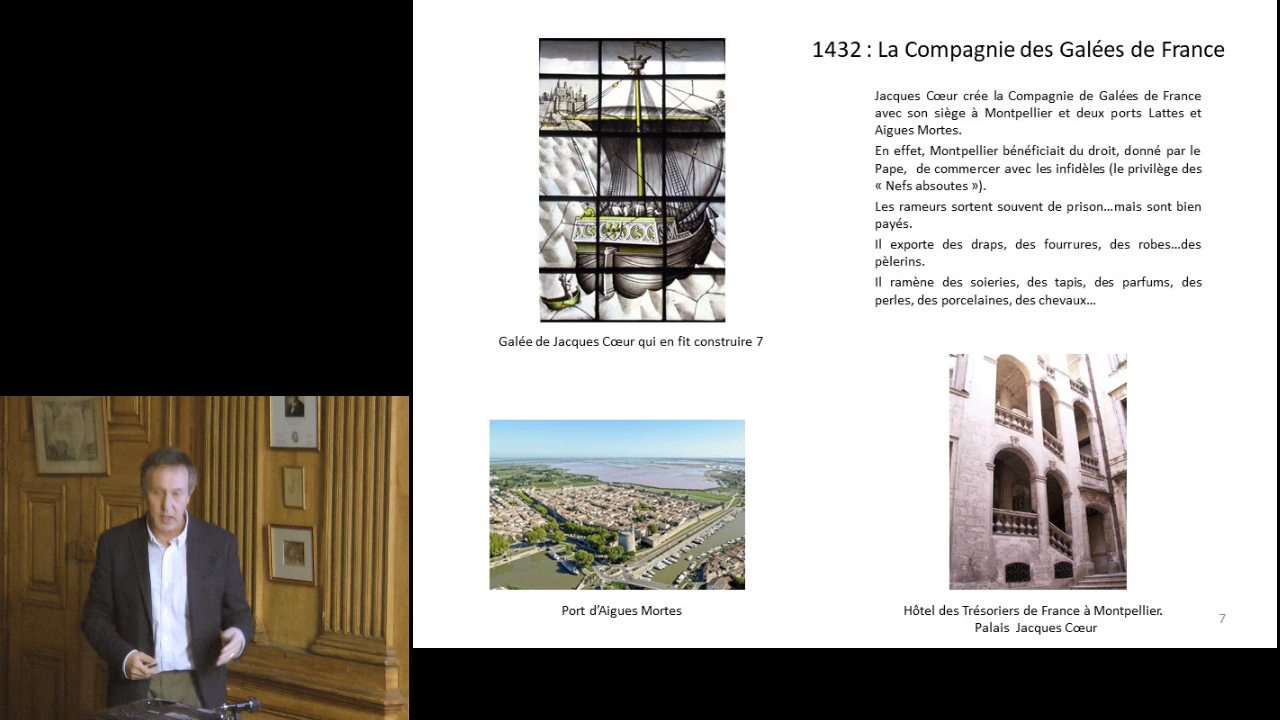 1432 : La Compagnie des Galées de France
Jacques Cœur crée la Compagnie de Galées de France
avec son siège à Montpellier et deux ports Lattes et
Aigues Mortes.
En effet, Montpellier bénéficiait du droit, donné par le
Pape, de commercer avec les infidèles (le privilège des
« Nefs absoutes »).
Les rameurs sortent souvent de prison…mais sont bien
payés.
Il exporte des draps, des fourrures, des robes…des
pèlerins.
Il ramène des soieries, des tapis, des parfums, des
perles, des porcelaines, des chevaux…
Galée de Jacques Cœur qui en fit construire 7
Port d’Aigues Mortes
Hôtel des Trésoriers de France à Montpellier.
Palais Jacques Cœur
7